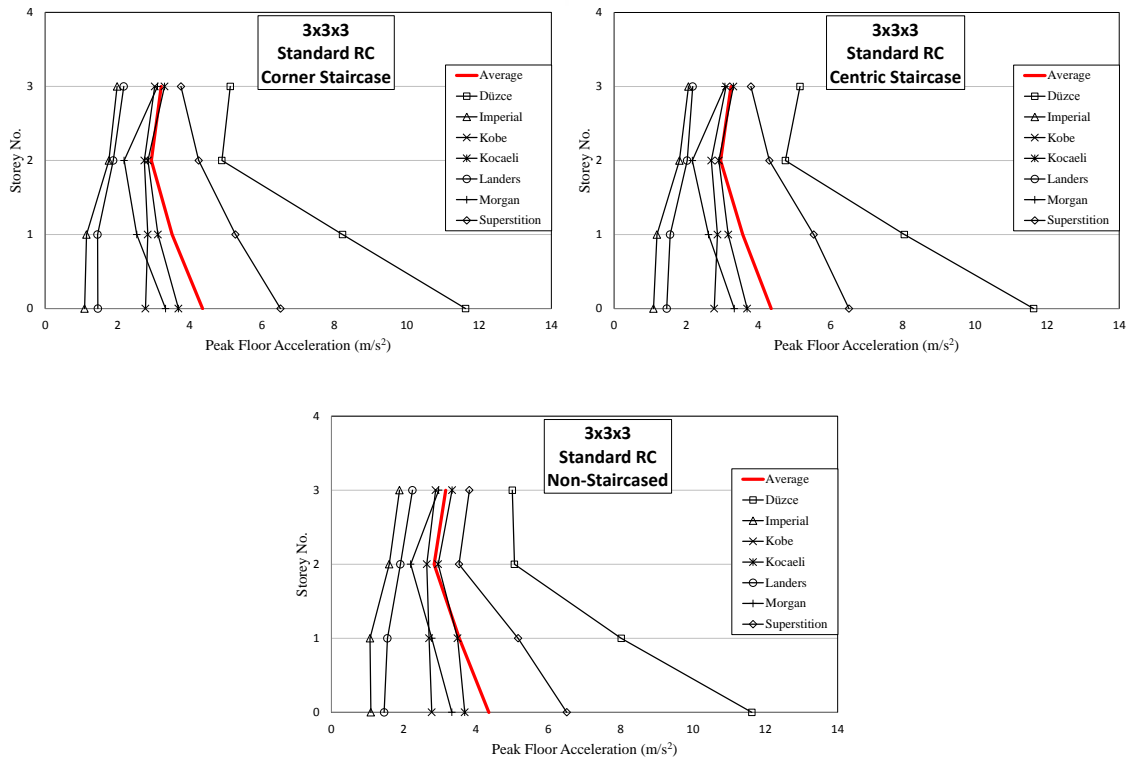 3x3x3
Standard RC
Corner Staircase
4
3
2
1
0
Storey No.
0 2 4 6 8 10 12 14
Peak Floor Acceleration (m/s²)
Average
Düzce
Imperial
Kobe
Kocaeli
Landers
Morgan
Superstition
3x3x3
Standard RC
Centric Staircase
4
3
2
1
0
Storey No.
0 2 4 6 8 10 12 14
Peak Floor Acceleration (m/s²)
Average
Düzce
Imperial
Kobe
Kocaeli
Landers
Morgan
Superstition
3x3x3
Standard RC
Non-Staircased
4
3
2
1
0
Storey No.
0 2 4 6 8 10 12 14
Peak Floor Acceleration (m/s²)
Average
Düzce
Imperial
Kobe
Kocaeli
Landers
Morgan
Superstition